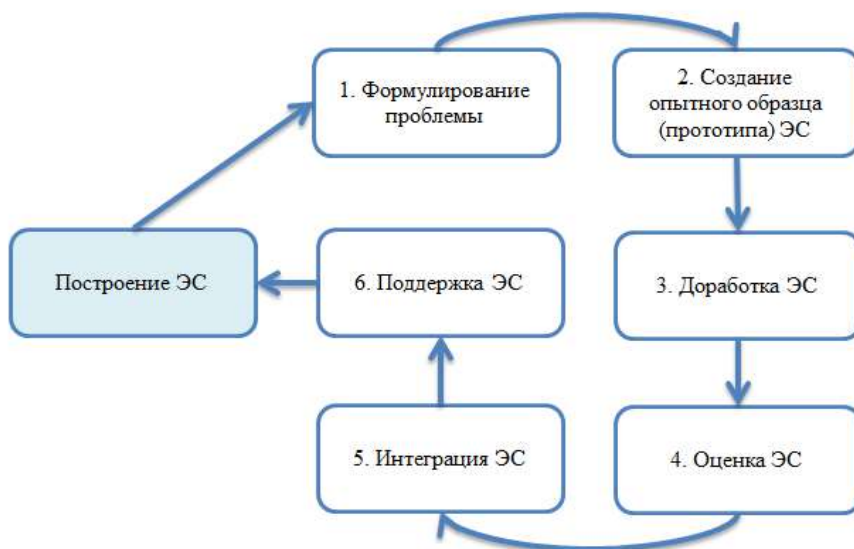 1. Формулирование
проблемы
2. Создание
опытного образца
(прототипа) ЭС
Построение ЭС
6. Поддержка ЭС
3. Доработка ЭС
5. Интеграция ЭС
4. Оценка ЭС